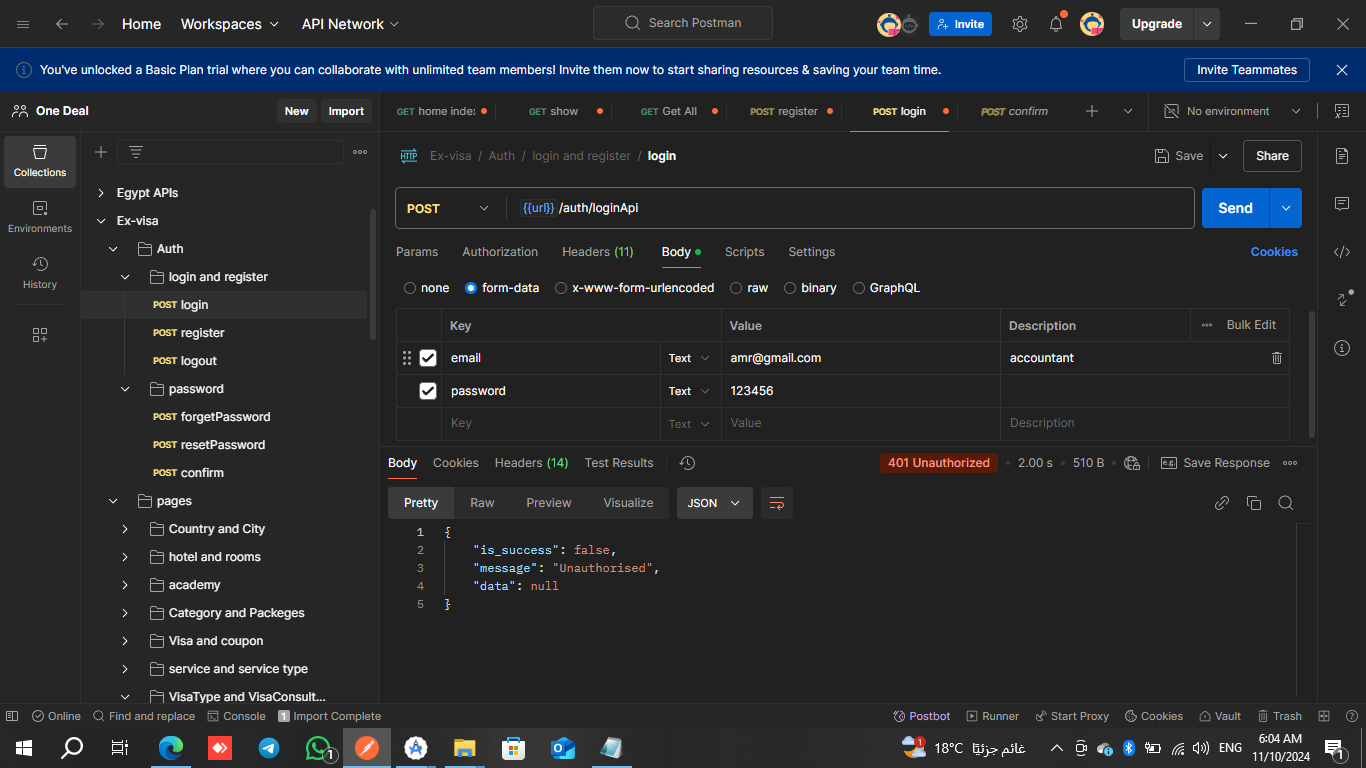 Home Workspaces API Network Search Postman Invite Upgrade
You've unlocked a Basic Plan trial where you can collaborate with unlimited team members! Invite them now to start sharing resources & saving your team time. Invite Teammates
One Deal New Import
GET home inde: GET show GET Get All POST register POST login POST confirm No environment
Collections
Environments
History
Egypt APIs
Ex-visa
Auth
login and register
POST login
POST register
POST logout
password
POST forgetPassword
POST resetPassword
POST confirm
pages
Country and City
hotel and rooms
academy
Category and Packeges
Visa and coupon
service and service type
VisaType and VisaConsult...
HTTP Ex-visa / Auth / login and register / login Save Share
POST {{url}} /auth/loginApi Send
Params Authorization Headers (11) Body Scripts Settings Cookies
none form-data x-www-form-urlencoded raw binary GraphQL
Key Value Description Bulk Edit
email Text amr@gmail.com accountant
password Text 123456
Key Text Value Description
Body Cookies Headers (14) Test Results 401 Unauthorized 2.00 s 510 B e.g. Save Response
Pretty Raw Preview Visualize JSON
1 {
2 "is_success": false,
3 "message": "Unauthorised",
4 "data": null
5 }
Online Find and replace Console 1 Import Complete Postbot Runner Start Proxy Cookies Vault Trash
1 1 18°C غائم جزئيًا ENG 6:04 AM 11/10/2024 1